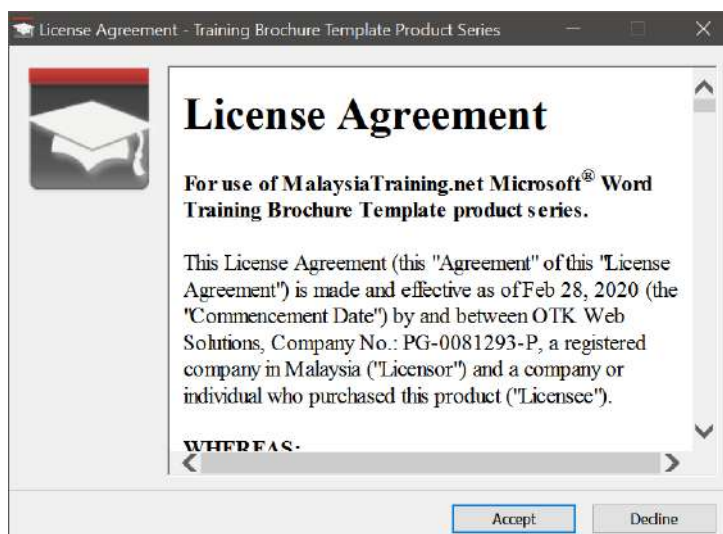 License Agreement - Training Brochure Template Product Series
License Agreement
For use of MalaysiaTraining.net Microsoft® Word
Training Brochure Template product series.
This License Agreement (this "Agreement" of this "License
Agreement") is made and effective as of Feb 28, 2020 (the
"Commencement Date") by and between OTK Web
Solutions, Company No.: PG-0081293-P, a registered
company in Malaysia ("Licensor") and a company or
individual who purchased this product ("Licensee").
WHEREAS:
Accept
Decline